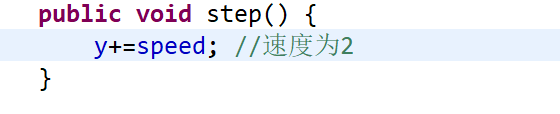 public void step() {
y+=speed; //速度为2
}